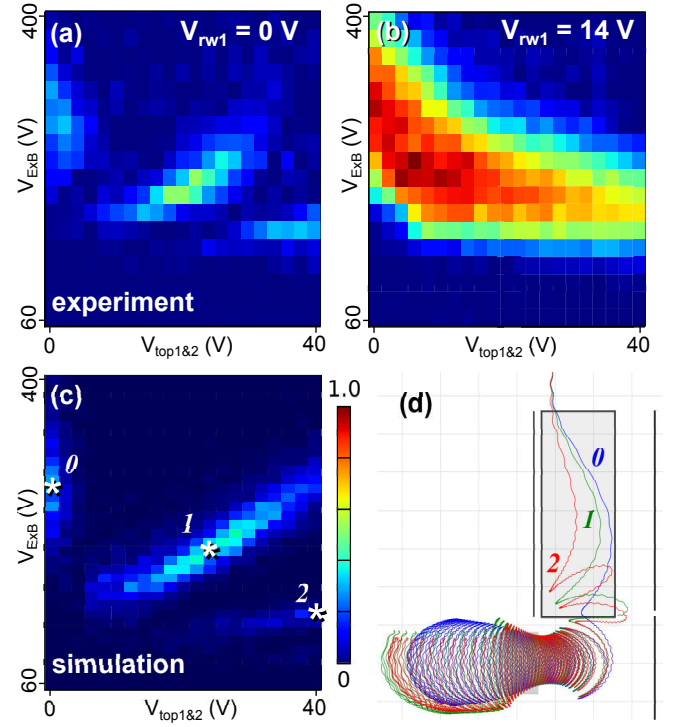 (a) V_rw1 = 0 V
(b) V_rw1 = 14 V
400
V_ExB (V)
60
experiment
0 V_top1&2 (V) 40
400
V_ExB (V)
60
0 V_top1&2 (V) 40
(c)
400
V_ExB (V)
60
0
1
2
simulation
0 V_top1&2 (V) 40
1.0
0
(d)
0
1
2